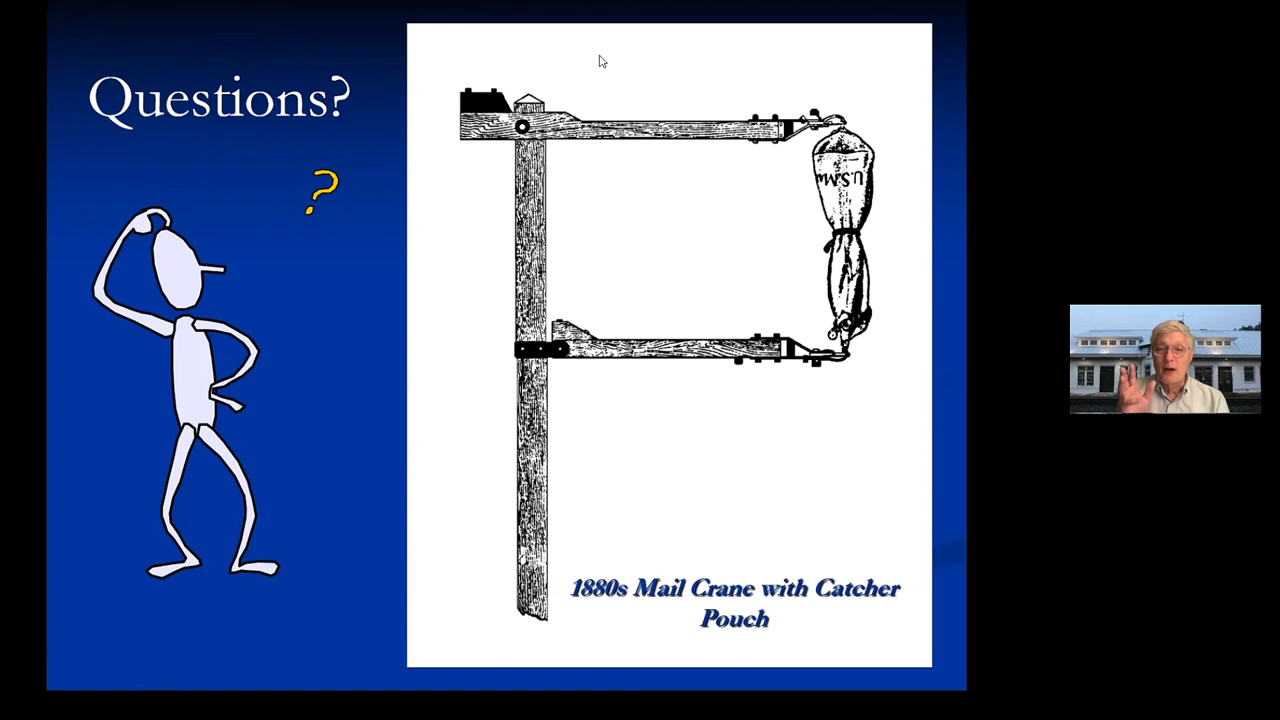 Questions?
?
U.S.M.
1880s Mail Crane with Catcher
Pouch